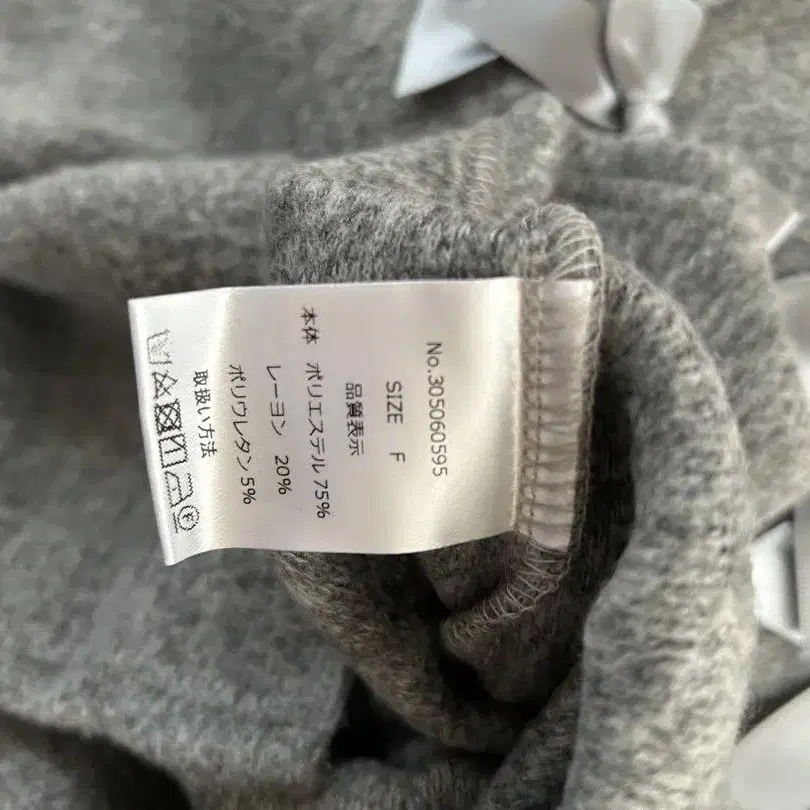 No.305060595
SIZE F
品質表示
本体 ポリエステル 75%
レーヨン 20%
ポリウレタン 5%
取扱い方法